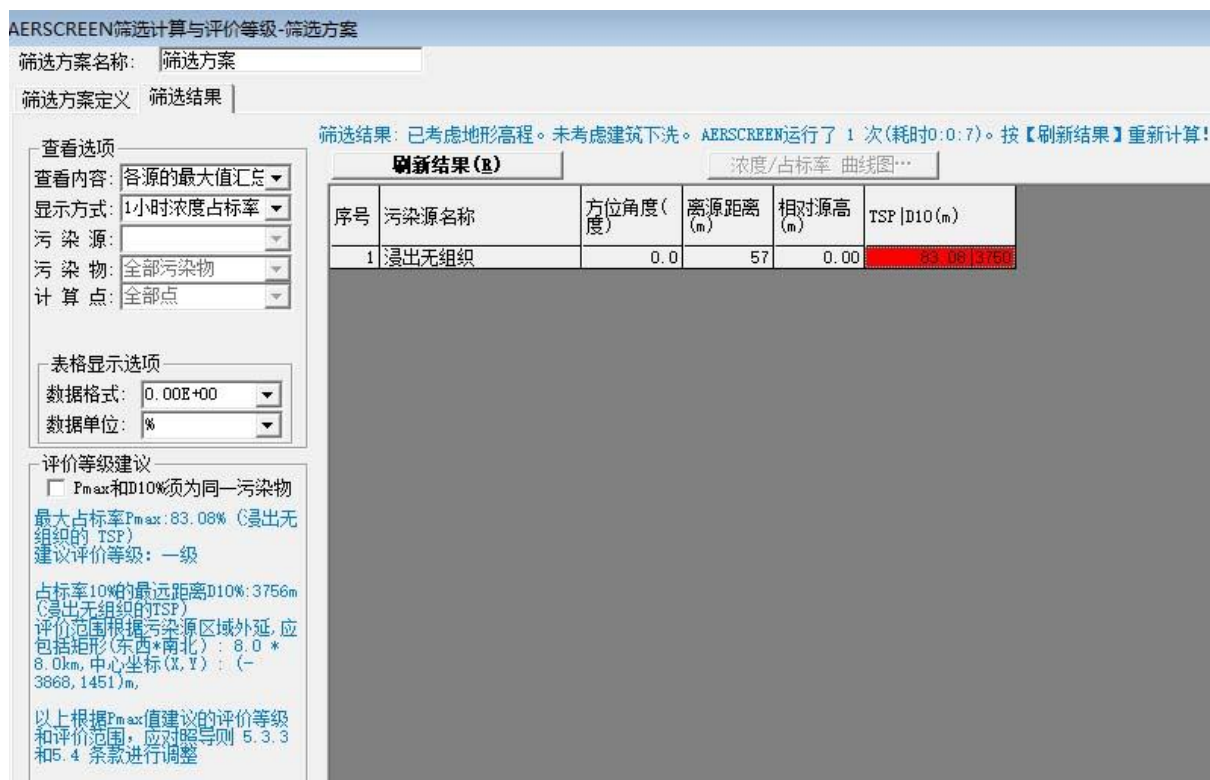 AERSCREEN筛选计算与评价等级-筛选方案
筛选方案名称: 筛选方案
筛选方案定义 筛选结果
筛选结果: 已考虑地形高程。未考虑建筑下洗。AERSCREEN运行了 1 次(耗时0:0:7)。按【刷新结果】重新计算!
刷新结果(R) 浓度/占标率 曲线图…
查看选项
查看内容: 各源的最大值汇总
显示方式: 1小时浓度占标率
污 染 源:
污 染 物: 全部污染物
计 算 点: 全部点
序号 污染源名称 方位角度(度) 离源距离(m) 相对源高(m) TSP|D10(m)
1 浸出无组织 0.0 57 0.00 83.08|3760
表格显示选项
数据格式: 0.00E+00
数据单位: %
评价等级建议
Pmax和D10%须为同一污染物
最大占标率Pmax:83.08% (浸出无
组织的 TSP)
建议评价等级: 一级
占标率10%的最远距离D10%:3756m
(浸出无组织的TSP)
评价范围根据污染源区域外延,应
包括矩形(东西*南北): 8.0 *
8.0km,中心坐标(X,Y): (-
3868,1451)m,
以上根据Pmax值建议的评价等级
和评价范围,应对照导则 5.3.3
和5.4 条款进行调整